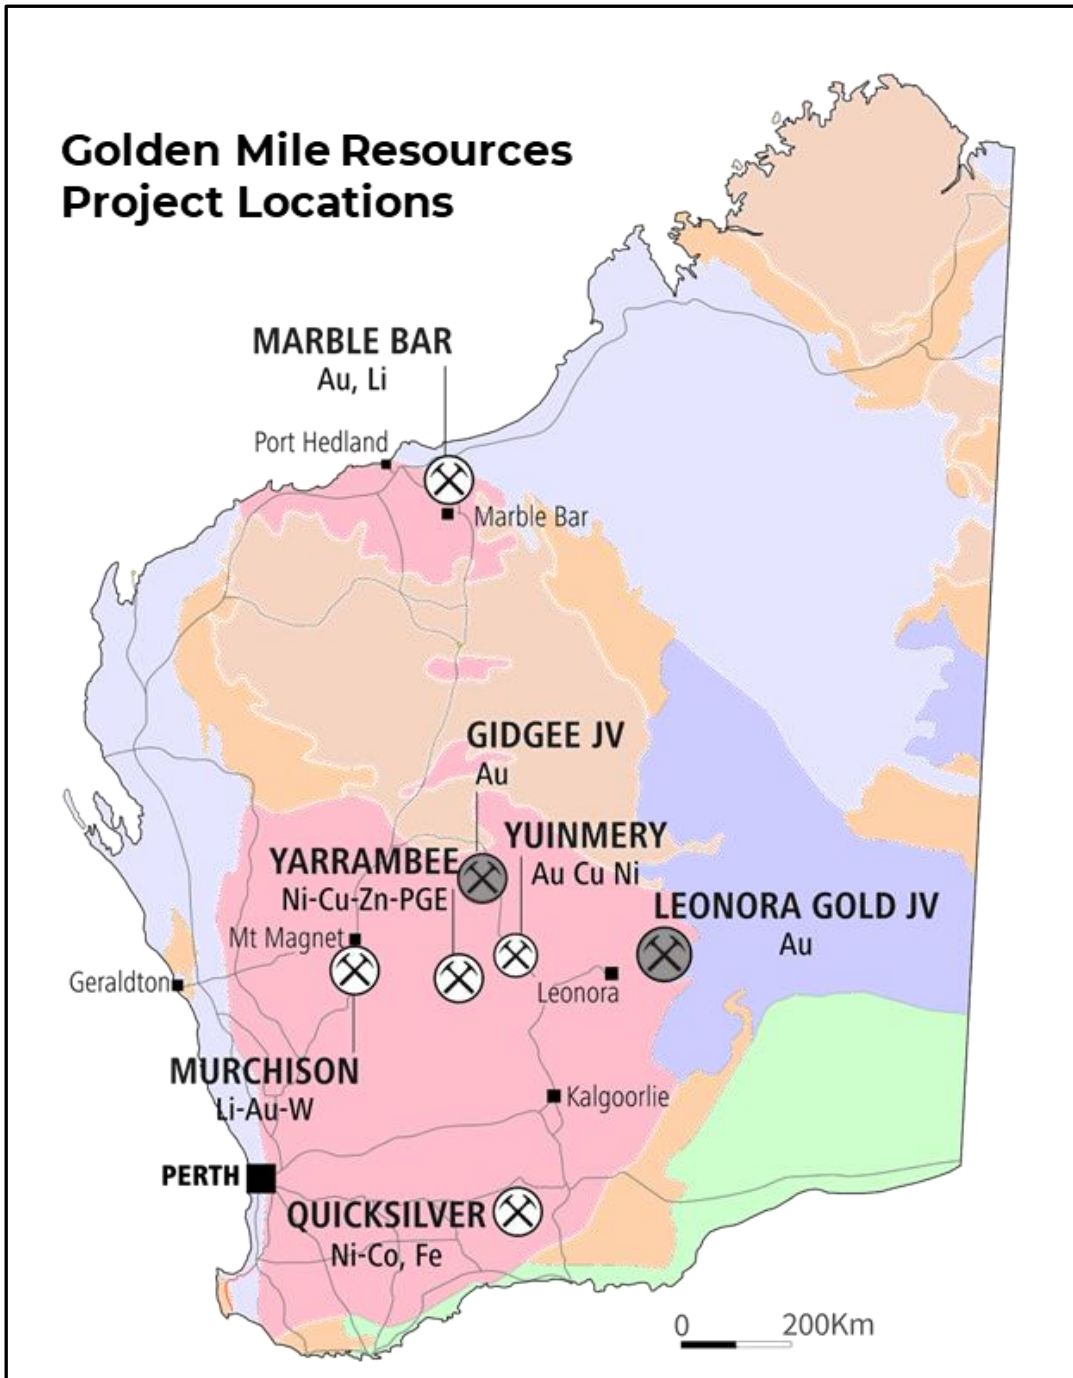 Golden Mile Resources
Project Locations
MARBLE BAR
Au, Li
Port Hedland
Marble Bar
GIDGEE JV
Au
YUINMERY
Au Cu Ni
YARRAMBEE
Ni-Cu-Zn-PGE
LEONORA GOLD JV
Au
Mt Magnet
Geraldton
Leonora
MURCHISON
Li-Au-W
Kalgoorlie
PERTH
QUICKSILVER
Ni-Co, Fe
0 200Km